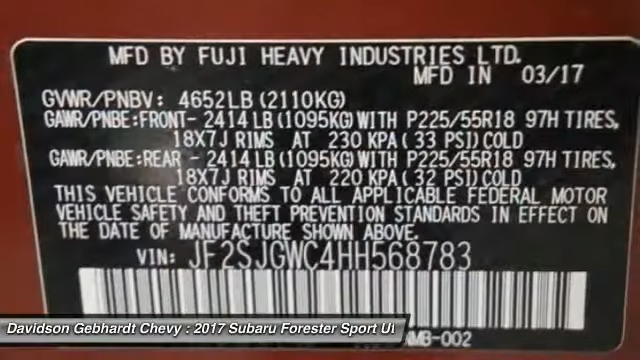 MFD BY FUJI HEAVY INDUSTRIES LTD.
MFD IN 03/17
GVWR/PNBV: 4652LB (2110KG)
GAWR/PNBE:FRONT- 2414 LB (1095KG) WITH P225/55R18 97H TIRES,
18X7J RIMS AT 230 KPA ( 33 PSI) COLD
GAWR/PNBE:REAR - 2414 LB (1095KG) WITH P225/55R18 97H TIRES,
18X7J RIMS AT 220 KPA ( 32 PSI) COLD
THIS VEHICLE CONFORMS TO ALL APPLICABLE FEDERAL MOTOR
VEHICLE SAFETY AND THEFT PREVENTION STANDARDS IN EFFECT ON
THE DATE OF MANUFACTURE SHOWN ABOVE.
VIN: JF2SJGWC4HH568783
Davidson Gebhardt Chevy : 2017 Subaru Forester Sport Ut